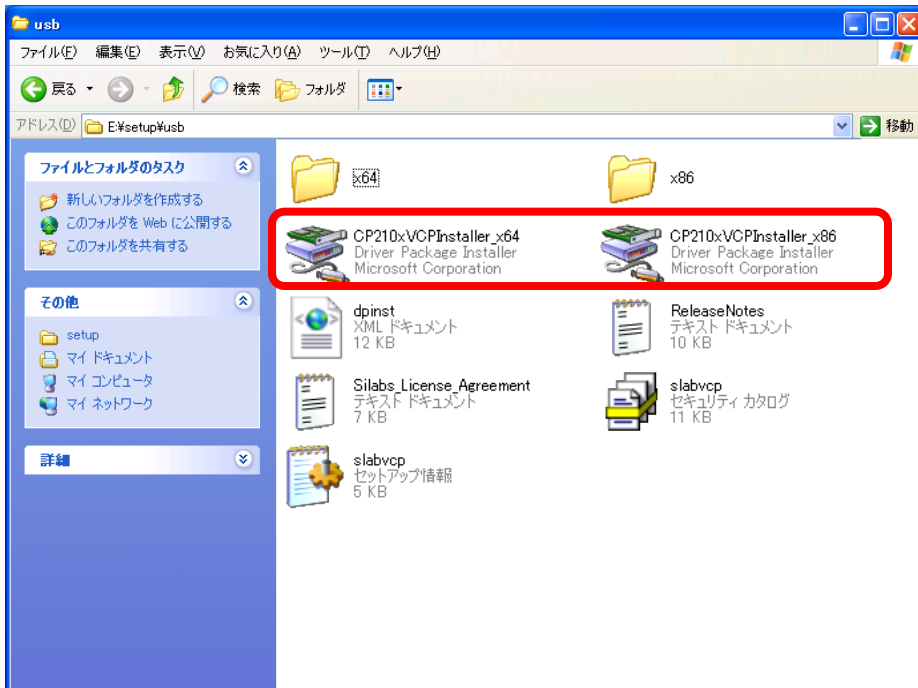 usb
ファイル(F) 編集(E) 表示(V) お気に入り(A) ツール(T) ヘルプ(H)
戻る 検索 フォルダ
アドレス(D) E:¥setup¥usb 移動
ファイルとフォルダのタスク
新しいフォルダを作成する
このフォルダを Web に公開する
このフォルダを共有する
その他
setup
マイ ドキュメント
マイ コンピュータ
マイ ネットワーク
詳細
x64
x86
CP210xVCPInstaller_x64
Driver Package Installer
Microsoft Corporation
CP210xVCPInstaller_x86
Driver Package Installer
Microsoft Corporation
dpinst
XML ドキュメント
12 KB
ReleaseNotes
テキスト ドキュメント
10 KB
Silabs_License_Agreement
テキスト ドキュメント
7 KB
slabvcp
セキュリティ カタログ
11 KB
slabvcp
セットアップ情報
5 KB